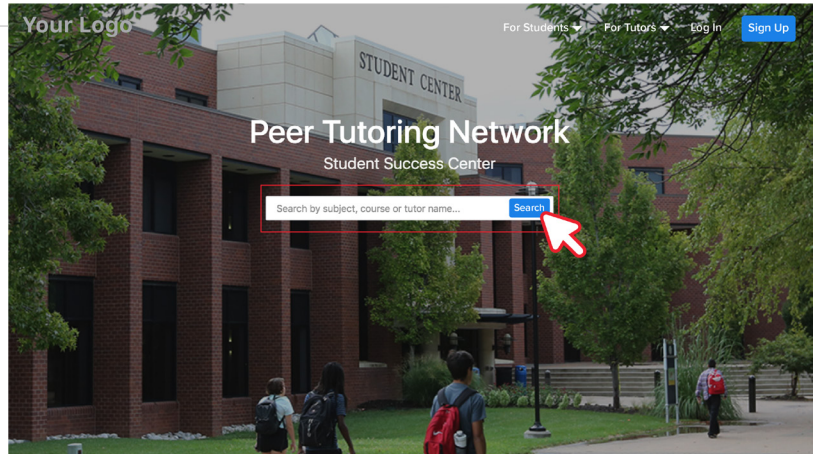 Your Logo
For Students
For Tutors
Log In
Sign Up
STUDENT CENTER
Peer Tutoring Network
Student Success Center
Search by subject, course or tutor name...
Search